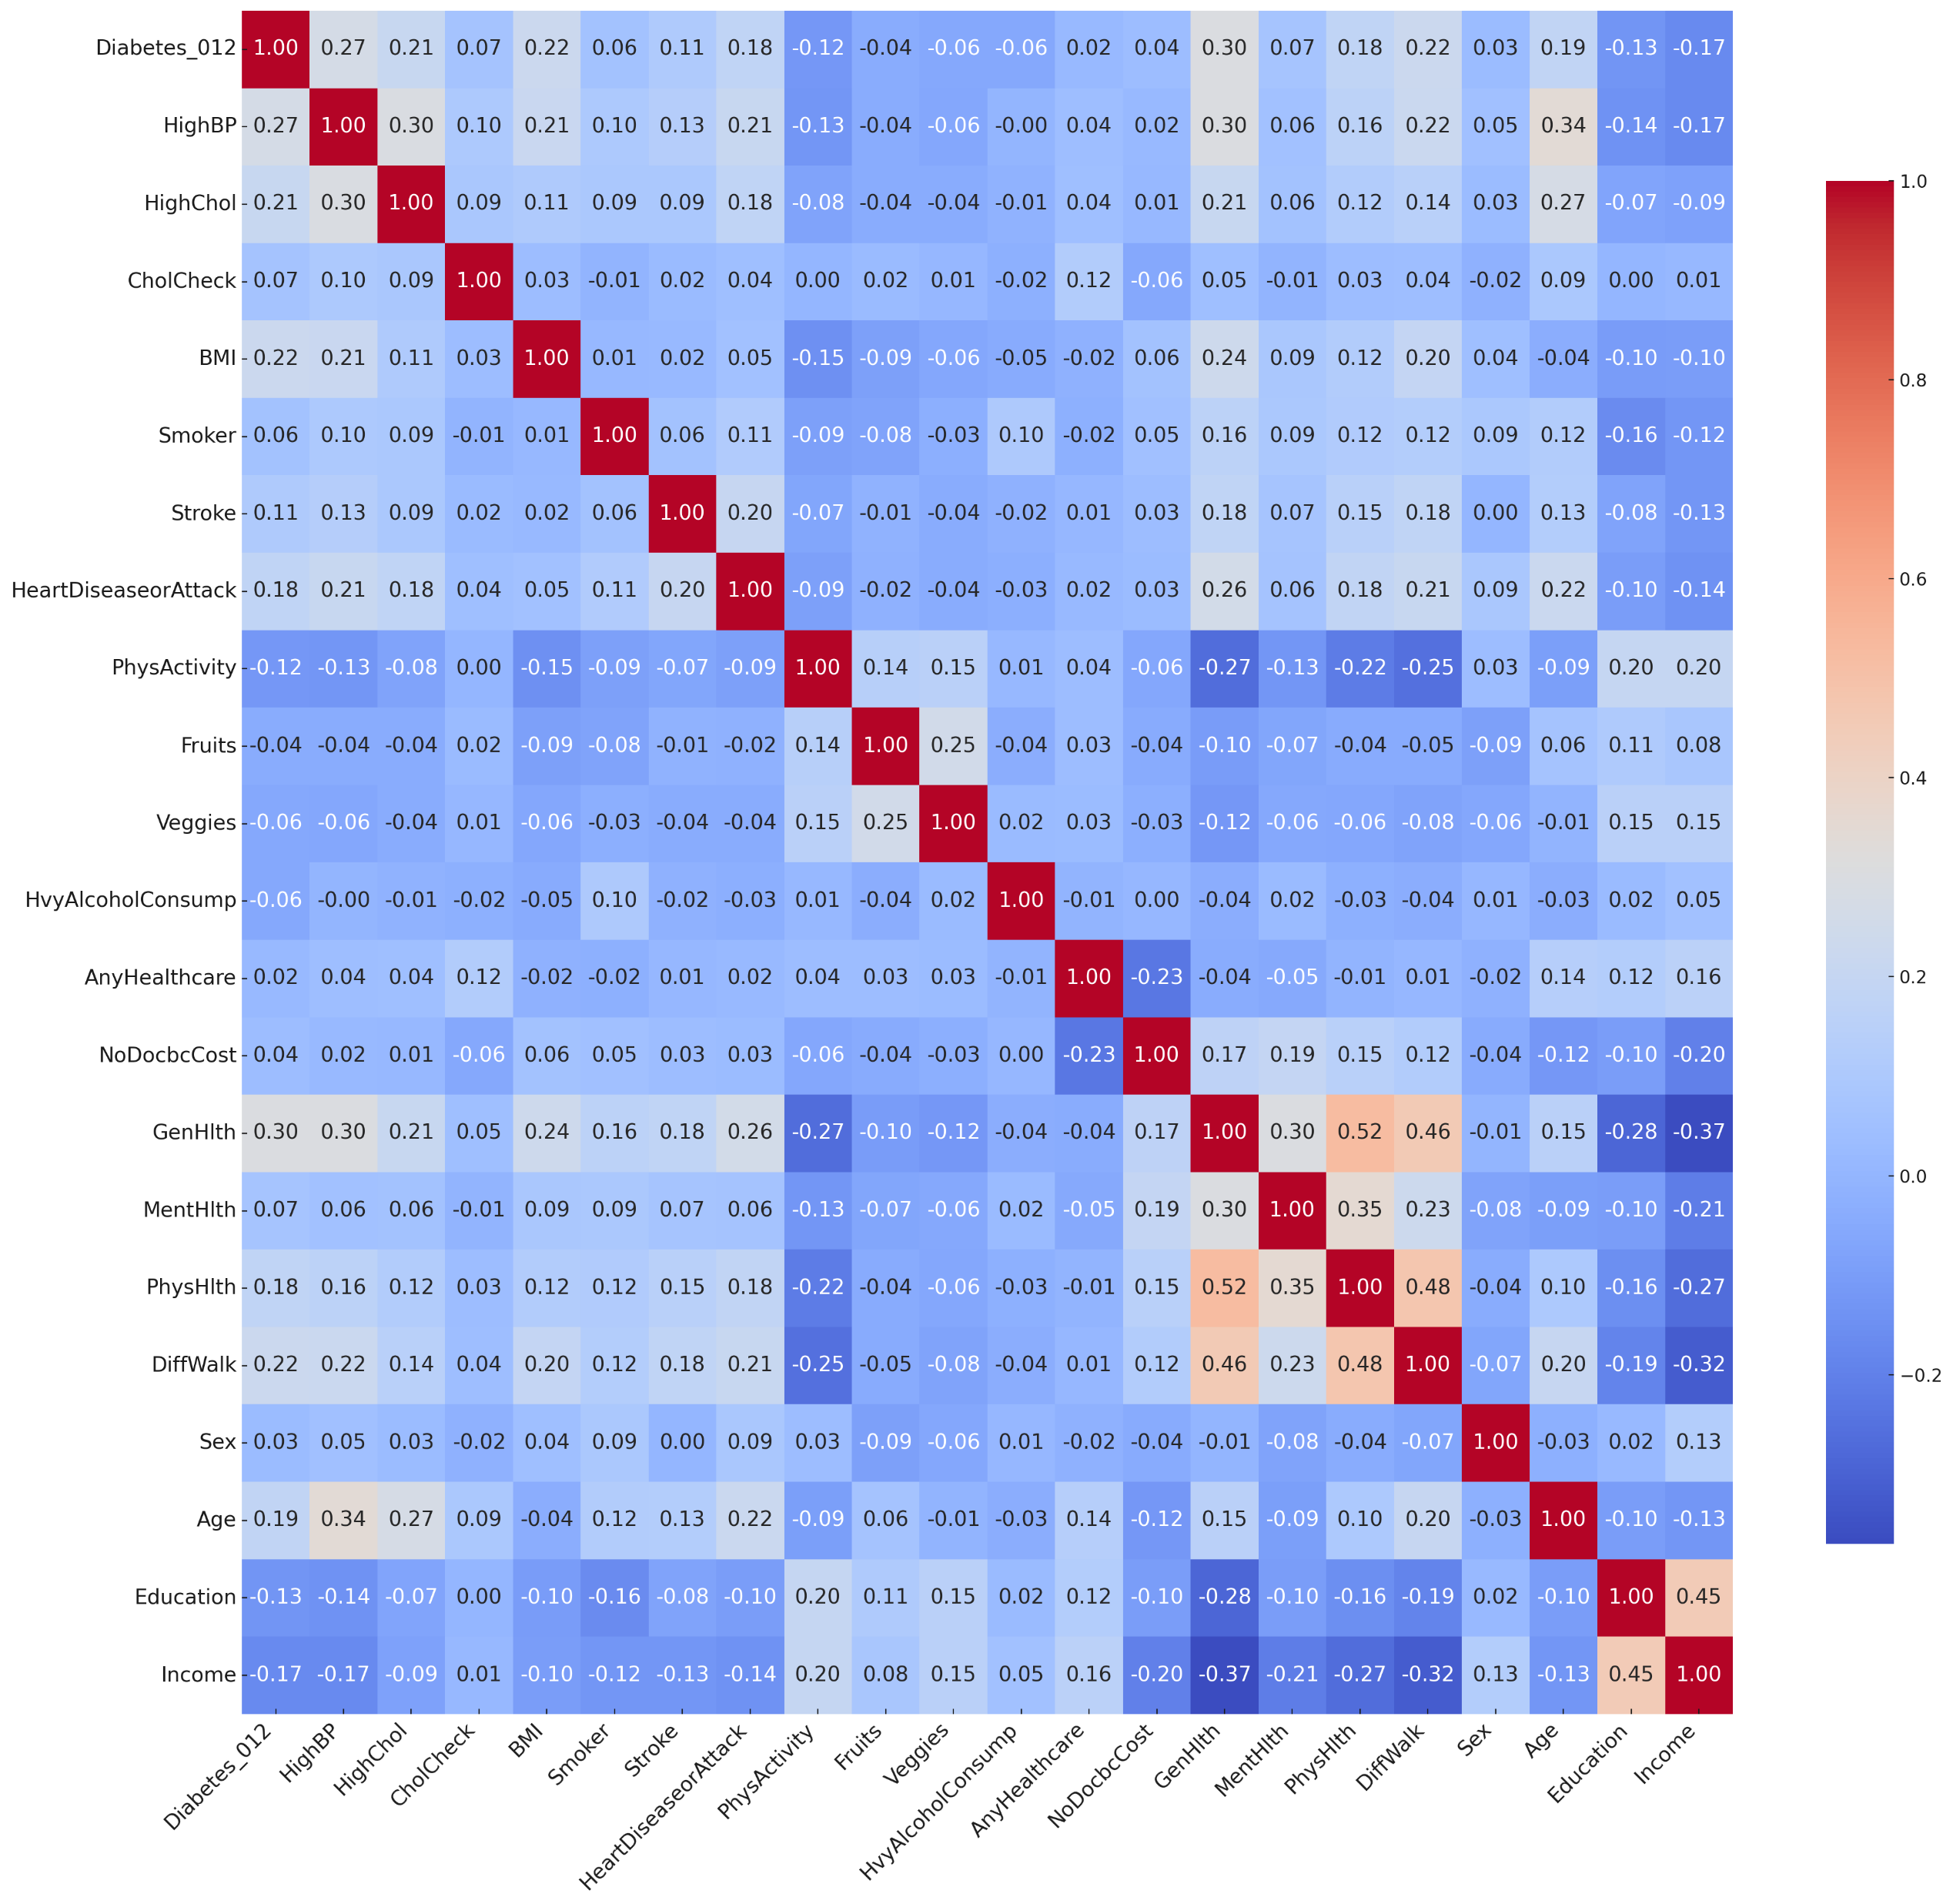 Diabetes_012 1.00 0.27 0.21 0.07 0.22 0.06 0.11 0.18 -0.12 -0.04 -0.06 -0.06 0.02 0.04 0.30 0.07 0.18 0.22 0.03 0.19 -0.13 -0.17
HighBP 0.27 1.00 0.30 0.10 0.21 0.10 0.13 0.21 -0.13 -0.04 -0.06 -0.00 0.04 0.02 0.30 0.06 0.16 0.22 0.05 0.34 -0.14 -0.17
HighChol 0.21 0.30 1.00 0.09 0.11 0.09 0.09 0.18 -0.08 -0.04 -0.04 -0.01 0.04 0.01 0.21 0.06 0.12 0.14 0.03 0.27 -0.07 -0.09
CholCheck 0.07 0.10 0.09 1.00 0.03 -0.01 0.02 0.04 0.00 0.02 0.01 -0.02 0.12 -0.06 0.05 -0.01 0.03 0.04 -0.02 0.09 0.00 0.01
BMI 0.22 0.21 0.11 0.03 1.00 0.01 0.02 0.05 -0.15 -0.09 -0.06 -0.05 -0.02 0.06 0.24 0.09 0.12 0.20 0.04 -0.04 -0.10 -0.10
Smoker 0.06 0.10 0.09 -0.01 0.01 1.00 0.06 0.11 -0.09 -0.08 -0.03 0.10 -0.02 0.05 0.16 0.09 0.12 0.12 0.09 0.12 -0.16 -0.12
Stroke 0.11 0.13 0.09 0.02 0.02 0.06 1.00 0.20 -0.07 -0.01 -0.04 -0.02 0.01 0.03 0.18 0.07 0.15 0.18 0.00 0.13 -0.08 -0.13
HeartDiseaseorAttack 0.18 0.21 0.18 0.04 0.05 0.11 0.20 1.00 -0.09 -0.02 -0.04 -0.03 0.02 0.03 0.26 0.06 0.18 0.21 0.09 0.22 -0.10 -0.14
PhysActivity -0.12 -0.13 -0.08 0.00 -0.15 -0.09 -0.07 -0.09 1.00 0.14 0.15 0.01 0.04 -0.06 -0.27 -0.13 -0.22 -0.25 0.03 -0.09 0.20 0.20
Fruits -0.04 -0.04 -0.04 0.02 -0.09 -0.08 -0.01 -0.02 0.14 1.00 0.25 -0.04 0.03 -0.04 -0.10 -0.07 -0.04 -0.05 -0.09 0.06 0.11 0.08
Veggies -0.06 -0.06 -0.04 0.01 -0.06 -0.03 -0.04 -0.04 0.15 0.25 1.00 0.02 0.03 -0.03 -0.12 -0.06 -0.06 -0.08 -0.06 -0.01 0.15 0.15
HvyAlcoholConsump -0.06 -0.00 -0.01 -0.02 -0.05 0.10 -0.02 -0.03 0.01 -0.04 0.02 1.00 -0.01 0.00 -0.04 0.02 -0.03 -0.04 0.01 -0.03 0.02 0.05
AnyHealthcare 0.02 0.04 0.04 0.12 -0.02 -0.02 0.01 0.02 0.04 0.03 0.03 -0.01 1.00 -0.23 -0.04 -0.05 -0.01 0.01 -0.02 0.14 0.12 0.16
NoDocbcCost 0.04 0.02 0.01 -0.06 0.06 0.05 0.03 0.03 -0.06 -0.04 -0.03 0.00 -0.23 1.00 0.17 0.19 0.15 0.12 -0.04 -0.12 -0.10 -0.20
GenHlth 0.30 0.30 0.21 0.05 0.24 0.16 0.18 0.26 -0.27 -0.10 -0.12 -0.04 -0.04 0.17 1.00 0.30 0.52 0.46 -0.01 0.15 -0.28 -0.37
MentHlth 0.07 0.06 0.06 -0.01 0.09 0.09 0.07 0.06 -0.13 -0.07 -0.06 0.02 -0.05 0.19 0.30 1.00 0.35 0.23 -0.08 -0.09 -0.10 -0.21
PhysHlth 0.18 0.16 0.12 0.03 0.12 0.12 0.15 0.18 -0.22 -0.04 -0.06 -0.03 -0.01 0.15 0.52 0.35 1.00 0.48 -0.04 0.10 -0.16 -0.27
DiffWalk 0.22 0.22 0.14 0.04 0.20 0.12 0.18 0.21 -0.25 -0.05 -0.08 -0.04 0.01 0.12 0.46 0.23 0.48 1.00 -0.07 0.20 -0.19 -0.32
Sex 0.03 0.05 0.03 -0.02 0.04 0.09 0.00 0.09 0.03 -0.09 -0.06 0.01 -0.02 -0.04 -0.01 -0.08 -0.04 -0.07 1.00 -0.03 0.02 0.13
Age 0.19 0.34 0.27 0.09 -0.04 0.12 0.13 0.22 -0.09 0.06 -0.01 -0.03 0.14 -0.12 0.15 -0.09 0.10 0.20 -0.03 1.00 -0.10 -0.13
Education -0.13 -0.14 -0.07 0.00 -0.10 -0.16 -0.08 -0.10 0.20 0.11 0.15 0.02 0.12 -0.10 -0.28 -0.10 -0.16 -0.19 0.02 -0.10 1.00 0.45
Income -0.17 -0.17 -0.09 0.01 -0.10 -0.12 -0.13 -0.14 0.20 0.08 0.15 0.05 0.16 -0.20 -0.37 -0.21 -0.27 -0.32 0.13 -0.13 0.45 1.00
Diabetes_012
HighBP
HighChol
CholCheck
BMI
Smoker
Stroke
HeartDiseaseorAttack
PhysActivity
Fruits
Veggies
HvyAlcoholConsump
AnyHealthcare
NoDocbcCost
GenHlth
MentHlth
PhysHlth
DiffWalk
Sex
Age
Education
Income
1.0
0.8
0.6
0.4
0.2
0.0
−0.2